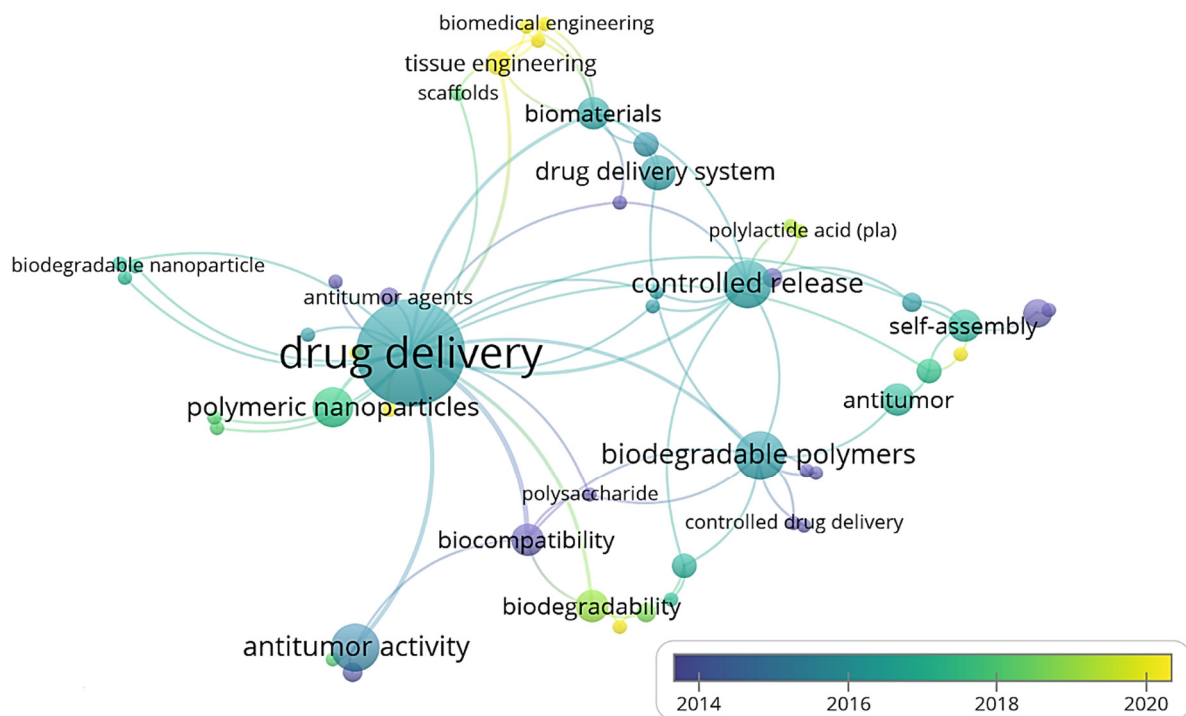 biomedical engineering
tissue engineering
scaffolds
biomaterials
drug delivery system
polylactide acid (pla)
biodegradable nanoparticle
controlled release
antitumor agents
self-assembly
drug delivery
antitumor
polymeric nanoparticles
biodegradable polymers
polysaccharide
controlled drug delivery
biocompatibility
biodegradability
antitumor activity
2014 2016 2018 2020